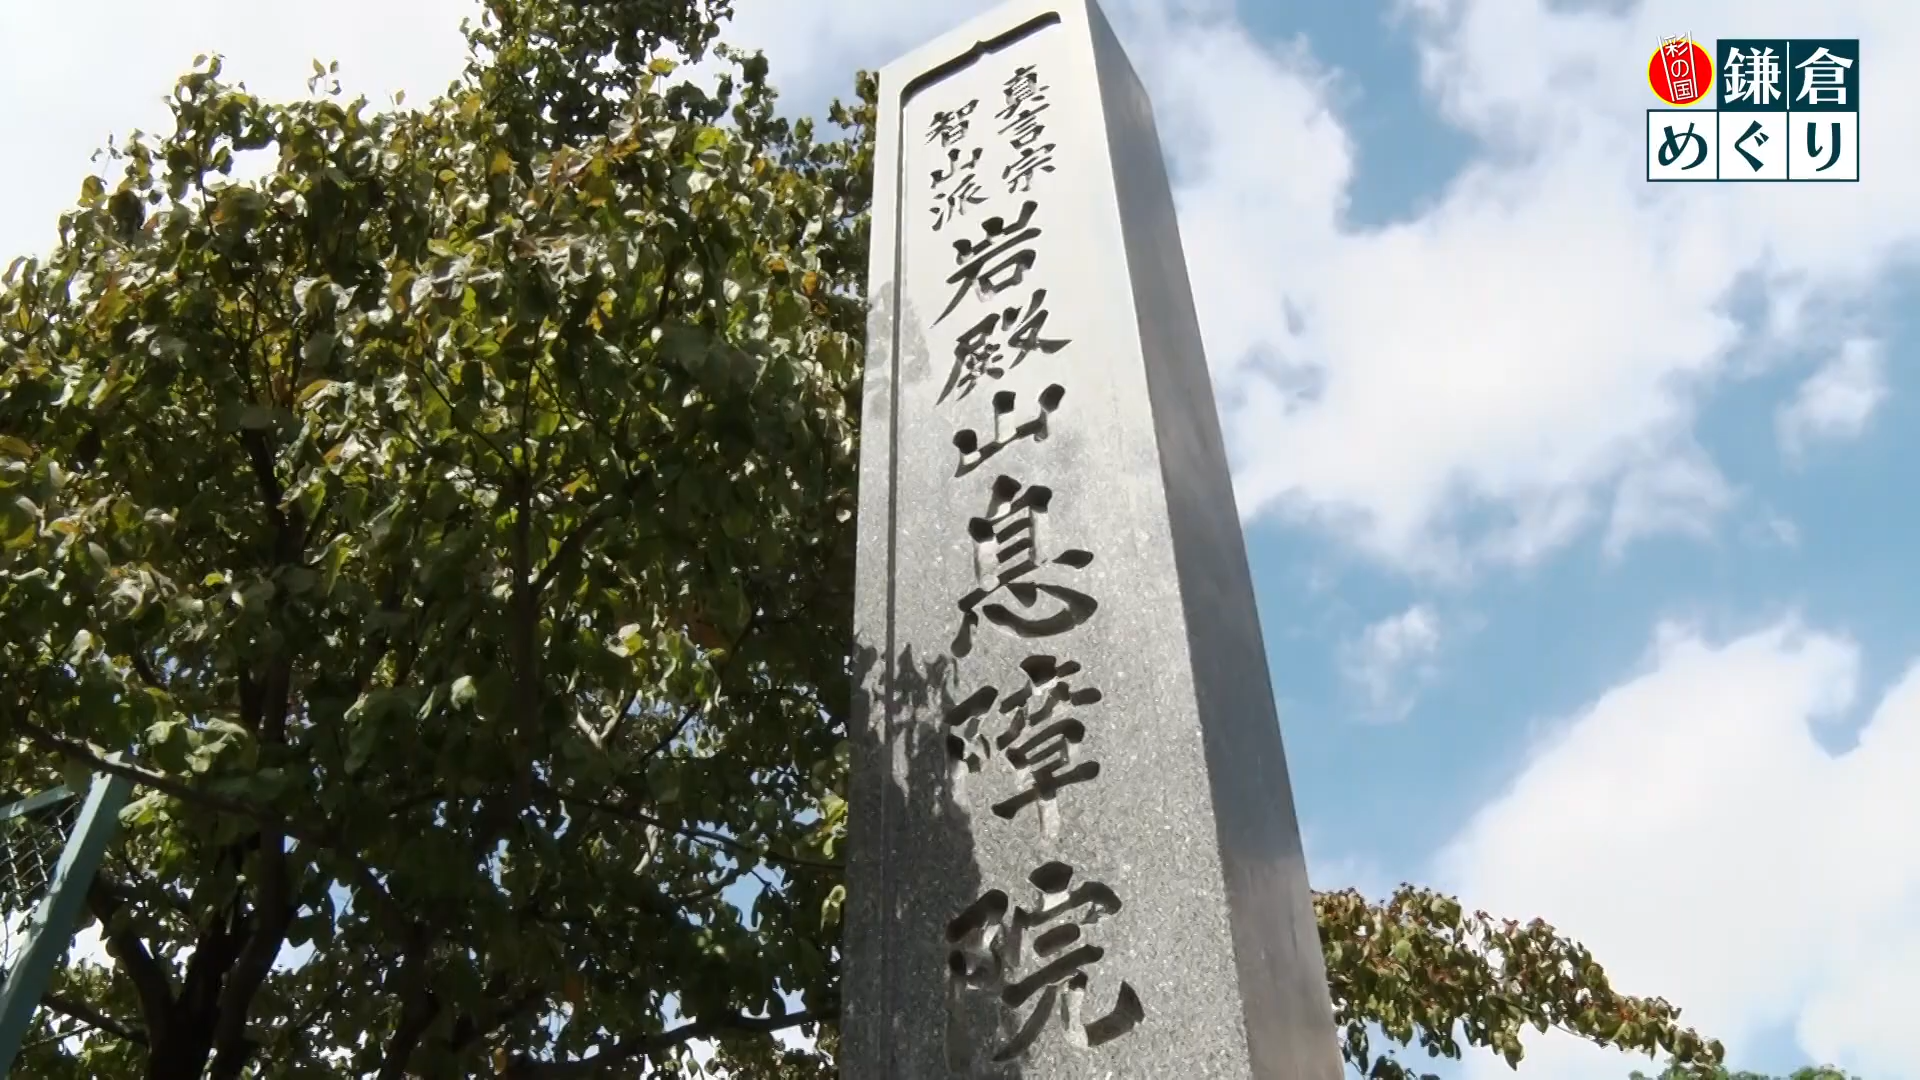 真言宗
智山派
岩殿山息障院
彩の国
鎌倉
めぐり